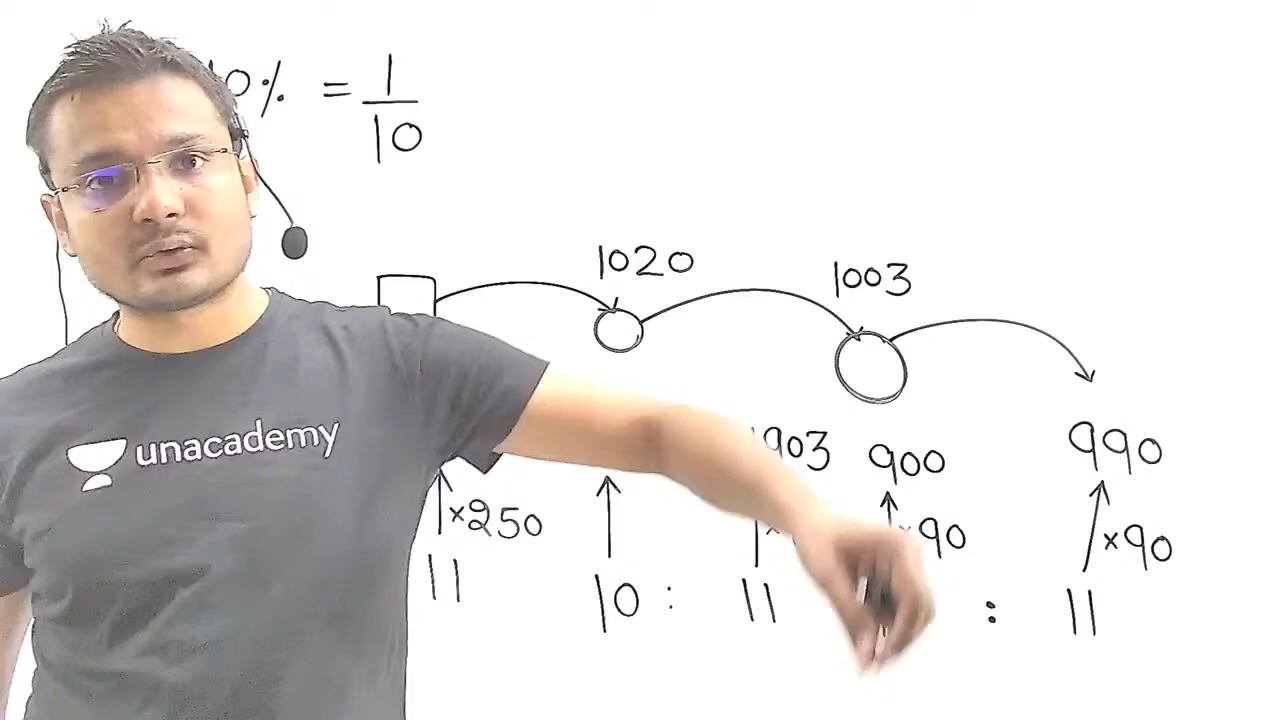 0% = 1/10
1020
1003
903 900 990
×250 ×90 ×90
11 10 : 11 : 11
unacademy